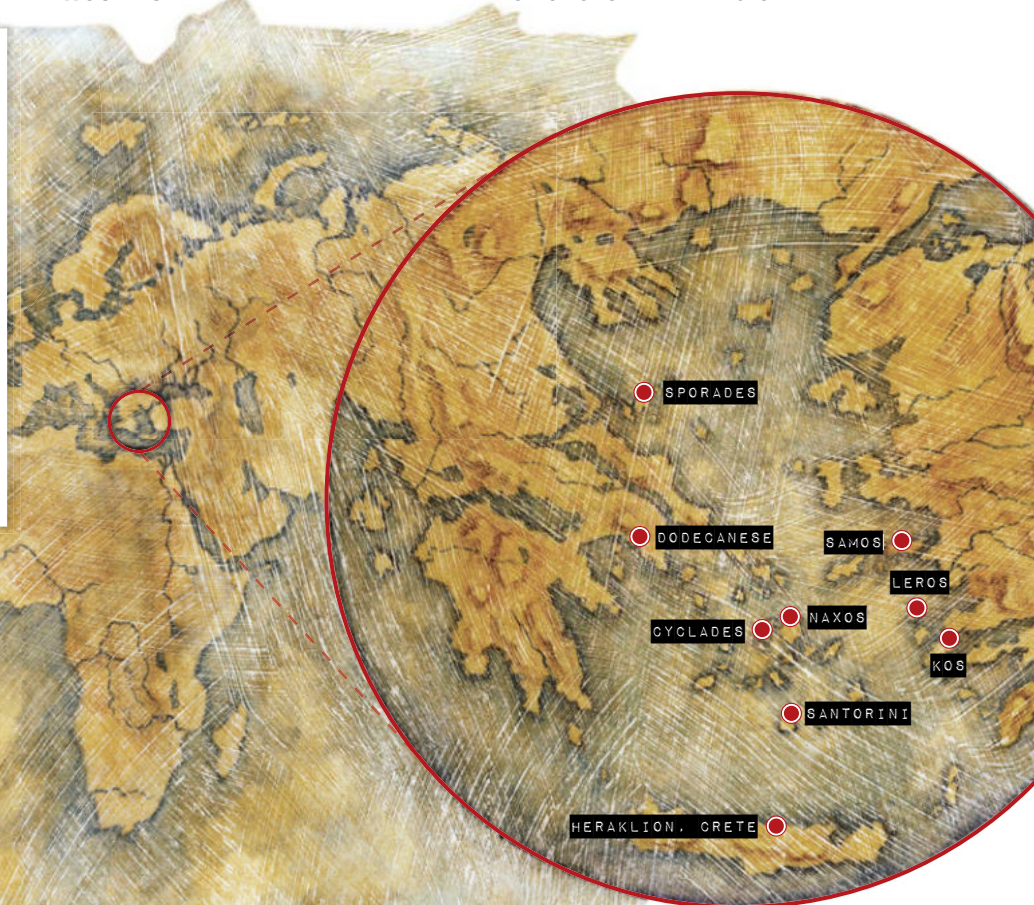 SPORADES
DODECANESE
SAMOS
LEROS
NAXOS
CYCLADES
KOS
SANTORINI
HERAKLION, CRETE